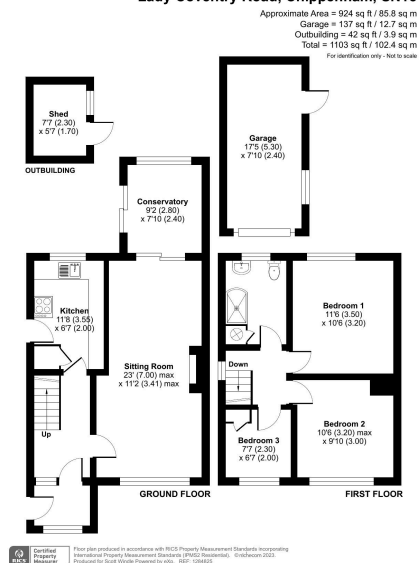 Approximate Area = 924 sq ft / 85.8 sq m
Garage = 137 sq ft / 12.7 sq m
Outbuilding = 42 sq ft / 3.9 sq m
Total = 1103 sq ft / 102.4 sq m
For identification only - Not to scale
Shed
7'7 (2.30)
x 5'7 (1.70)
OUTBUILDING
Garage
17'5 (5.30)
x 7'10 (2.40)
Conservatory
9'2 (2.80)
x 7'10 (2.40)
Kitchen
11'8 (3.55)
x 6'7 (2.00)
Sitting Room
23' (7.00) max
x 11'2 (3.41) max
Up
GROUND FLOOR
Bedroom 1
11'6 (3.50)
x 10'6 (3.20)
Down
Bedroom 2
10'6 (3.20) max
x 9'10 (3.00)
Bedroom 3
7'7 (2.30)
x 6'7 (2.00)
FIRST FLOOR
RICS
Certified
Property
Measurer
Floor plan produced in accordance with RICS Property Measurement Standards incorporating
International Property Measurement Standards (IPMS2 Residential). ©nichecom 2023.
Produced for Scott Windle Powered by eXp. REF: 1284825